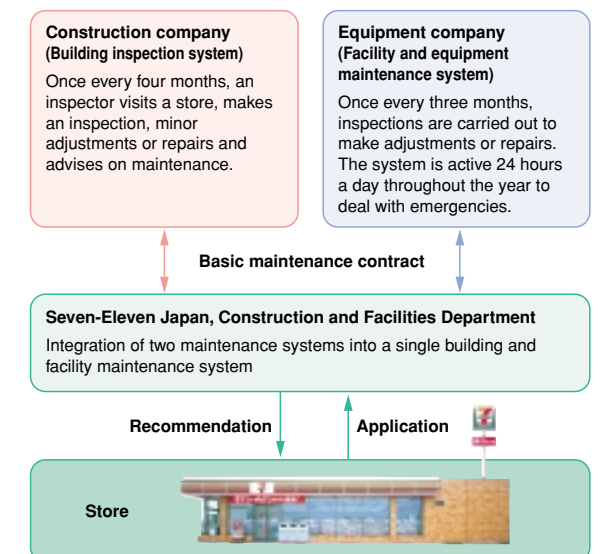 Construction company
(Building inspection system)
Once every four months, an
inspector visits a store, makes
an inspection, minor
adjustments or repairs and
advises on maintenance.
Equipment company
(Facility and equipment
maintenance system)
Once every three months,
inspections are carried out to
make adjustments or repairs.
The system is active 24 hours
a day throughout the year to
deal with emergencies.
Basic maintenance contract
Seven-Eleven Japan, Construction and Facilities Department
Integration of two maintenance systems into a single building and
facility maintenance system
Recommendation
Application
Store